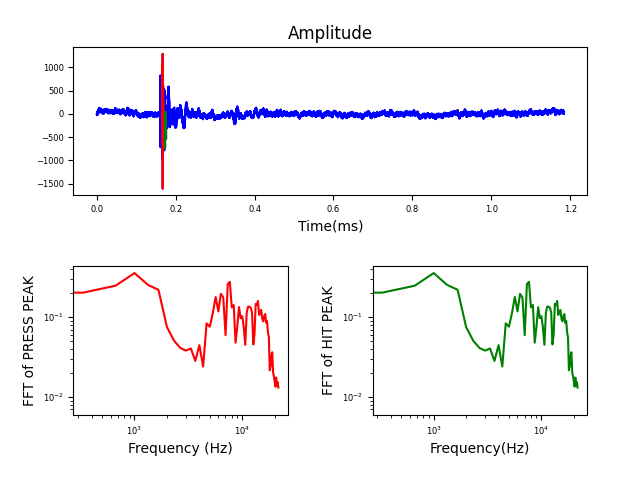 Amplitude
1000
500
0
−500
−1000
−1500
0.0 0.2 0.4 0.6 0.8 1.0 1.2
Time(ms)
FFT of PRESS PEAK
10⁻¹
10⁻²
10³ 10⁴
Frequency (Hz)
FFT of HIT PEAK
10⁻¹
10⁻²
10³ 10⁴
Frequency(Hz)